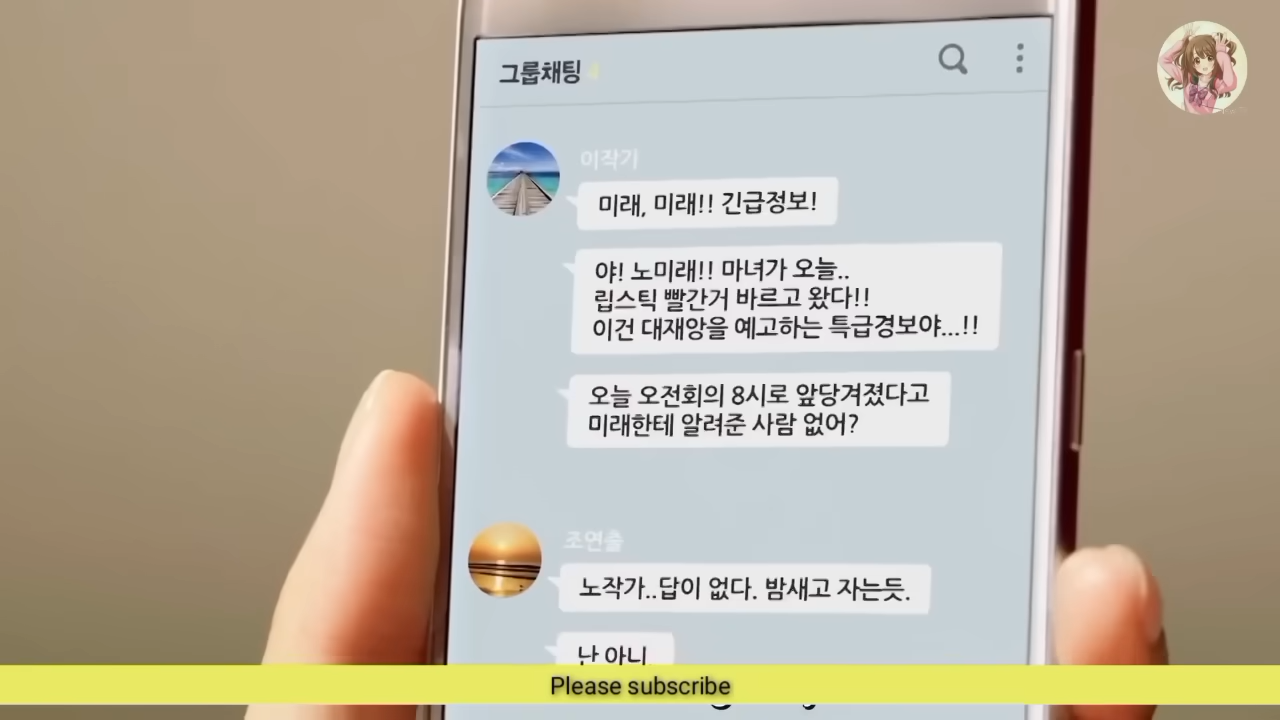 그룹채팅 4
이작기
미래, 미래!! 긴급정보!
야! 노미래!! 마녀가 오늘..
립스틱 빨간거 바르고 왔다!!
이건 대재앙을 예고하는 특급경보야...!!
오늘 오전회의 8시로 앞당겨졌다고
미래한테 알려준 사람 없어?
조연출
노작가..답이 없다. 밤새고 자는듯.
난 아니
Please subscribe